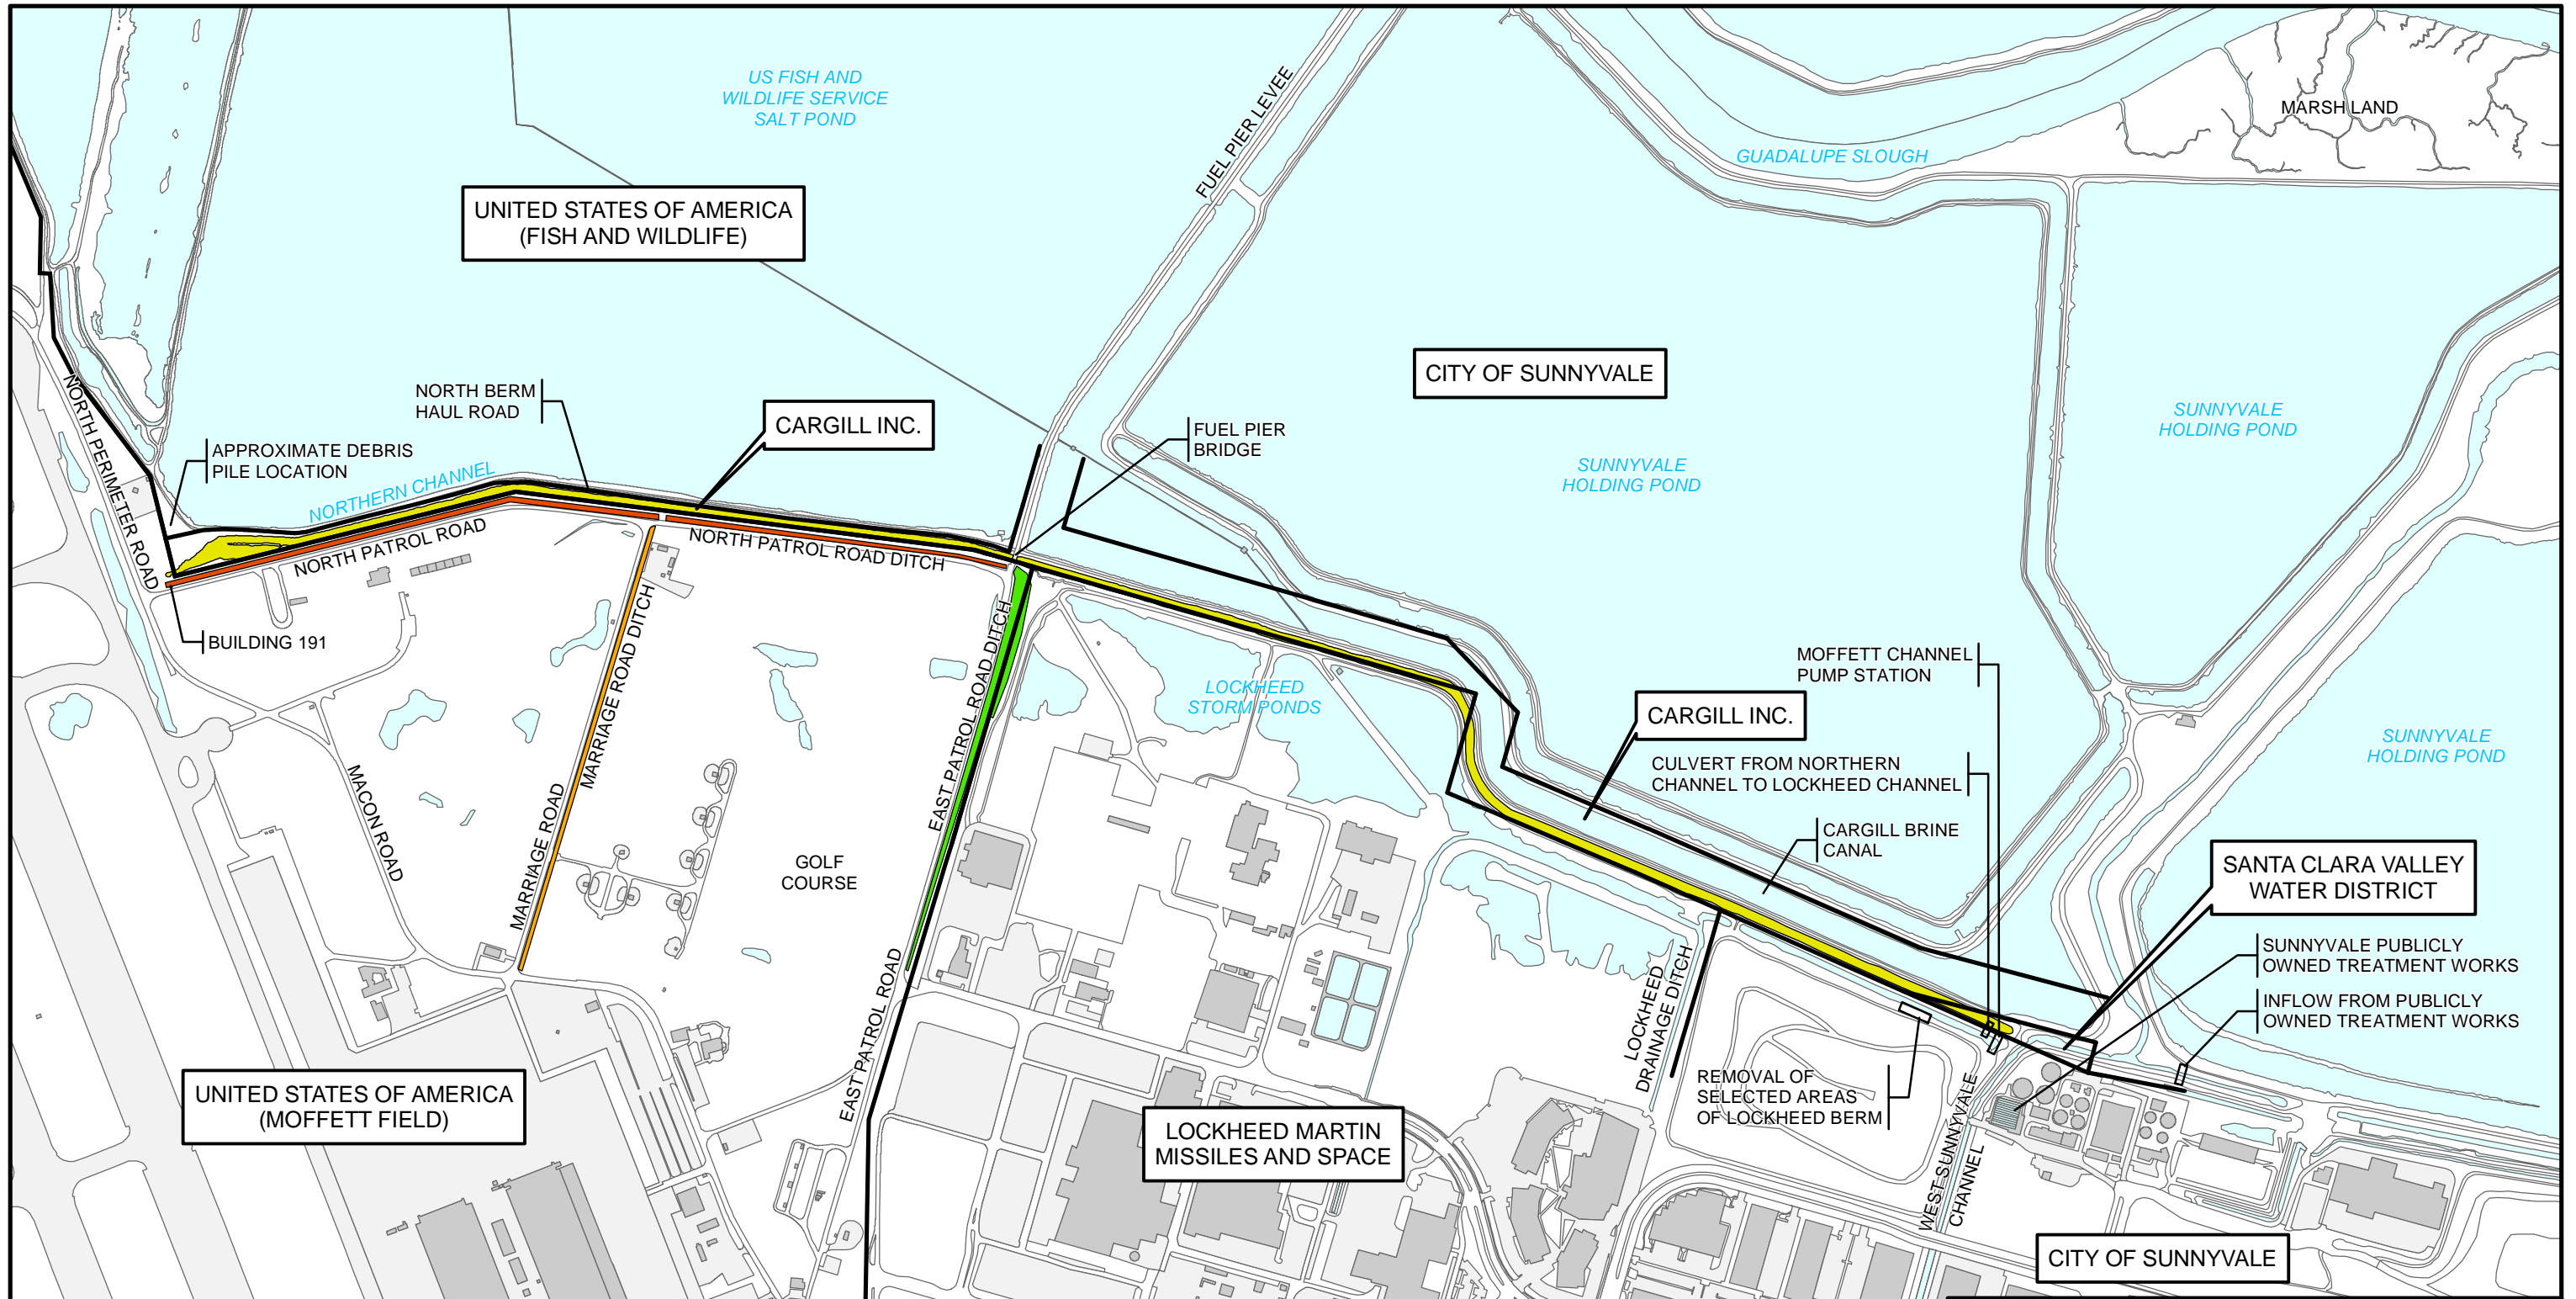 US FISH AND
WILDLIFE SERVICE
SALT POND
FUEL PIER LEVEE
MARSH LAND
GUADALUPE SLOUGH
UNITED STATES OF AMERICA
(FISH AND WILDLIFE)
CITY OF SUNNYVALE
NORTH BERM
HAUL ROAD
CARGILL INC.
FUEL PIER
BRIDGE
SUNNYVALE
HOLDING POND
SUNNYVALE
HOLDING POND
NORTH PERIMETER ROAD
APPROXIMATE DEBRIS
PILE LOCATION
NORTHERN CHANNEL
NORTH PATROL ROAD
NORTH PATROL ROAD DITCH
BUILDING 191
MARRIAGE ROAD DITCH
EAST PATROL ROAD DITCH
LOCKHEED
STORM PONDS
MOFFETT CHANNEL
PUMP STATION
CARGILL INC.
SUNNYVALE
HOLDING POND
CULVERT FROM NORTHERN
CHANNEL TO LOCKHEED CHANNEL
MACON ROAD
MARRIAGE ROAD
GOLF
COURSE
CARGILL BRINE
CANAL
SANTA CLARA VALLEY
WATER DISTRICT
SUNNYVALE PUBLICLY
OWNED TREATMENT WORKS
INFLOW FROM PUBLICLY
OWNED TREATMENT WORKS
EAST PATROL ROAD
LOCKHEED
DRAINAGE DITCH
REMOVAL OF
SELECTED AREAS
OF LOCKHEED BERM
WEST SUNNYVALE
CHANNEL
UNITED STATES OF AMERICA
(MOFFETT FIELD)
LOCKHEED MARTIN
MISSILES AND SPACE
CITY OF SUNNYVALE